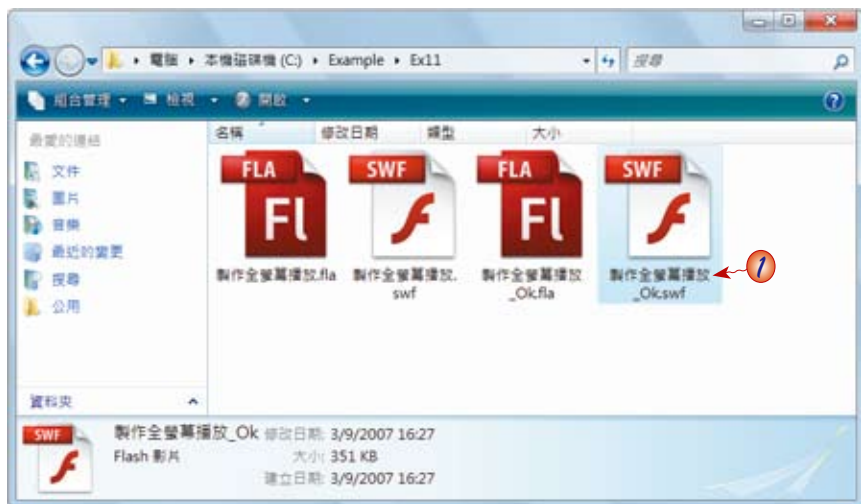 電腦 本機磁碟機 (C:) Example Ex11 搜尋
組合管理 檢視 開啟
最愛的連結 名稱 修改日期 類型 大小
文件
圖片
音樂
最近的變更
搜尋
公用
FLA SWF FLA SWF
Fl Fl
製作全螢幕播放.fla 製作全螢幕播放. 製作全螢幕播放 製作全螢幕播放 1
swf _Ok.fla _Ok.swf
資料夾
SWF 製作全螢幕播放_Ok 修改日期: 3/9/2007 16:27
Flash 影片 大小: 351 KB
建立日期: 3/9/2007 16:27